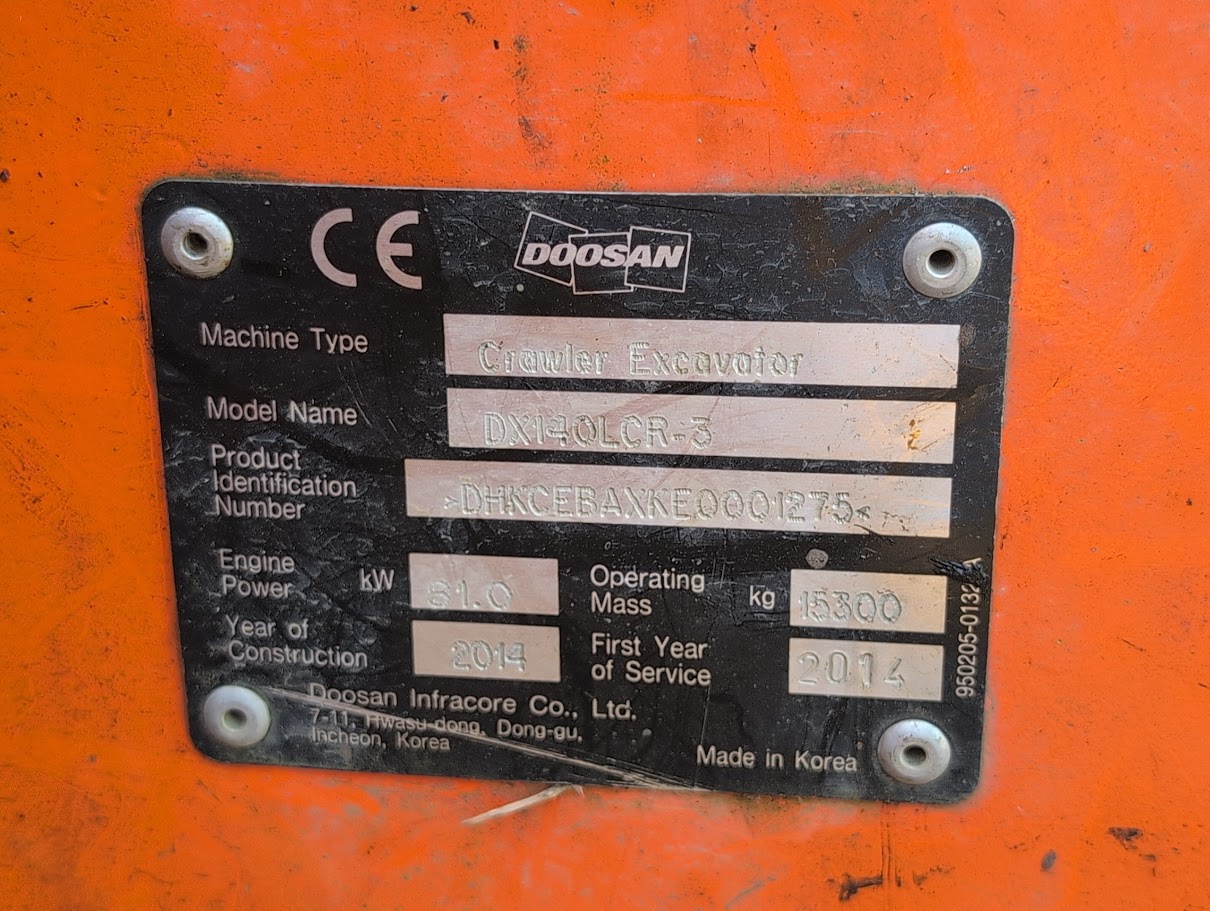 CE DOOSAN
Machine Type Crawler Excavator
Model Name DX140LCR-3
Product
Identification
Number >DHKCEBAXKE0001275<
Engine
Power kW 81.0
Operating
Mass kg 15300
Year of
Construction 2014
First Year
of Service 2014
Doosan Infracore Co., Ltd.
7-11, Hwasu-dong, Dong-gu,
Incheon, Korea
Made in Korea
950205-0132 A